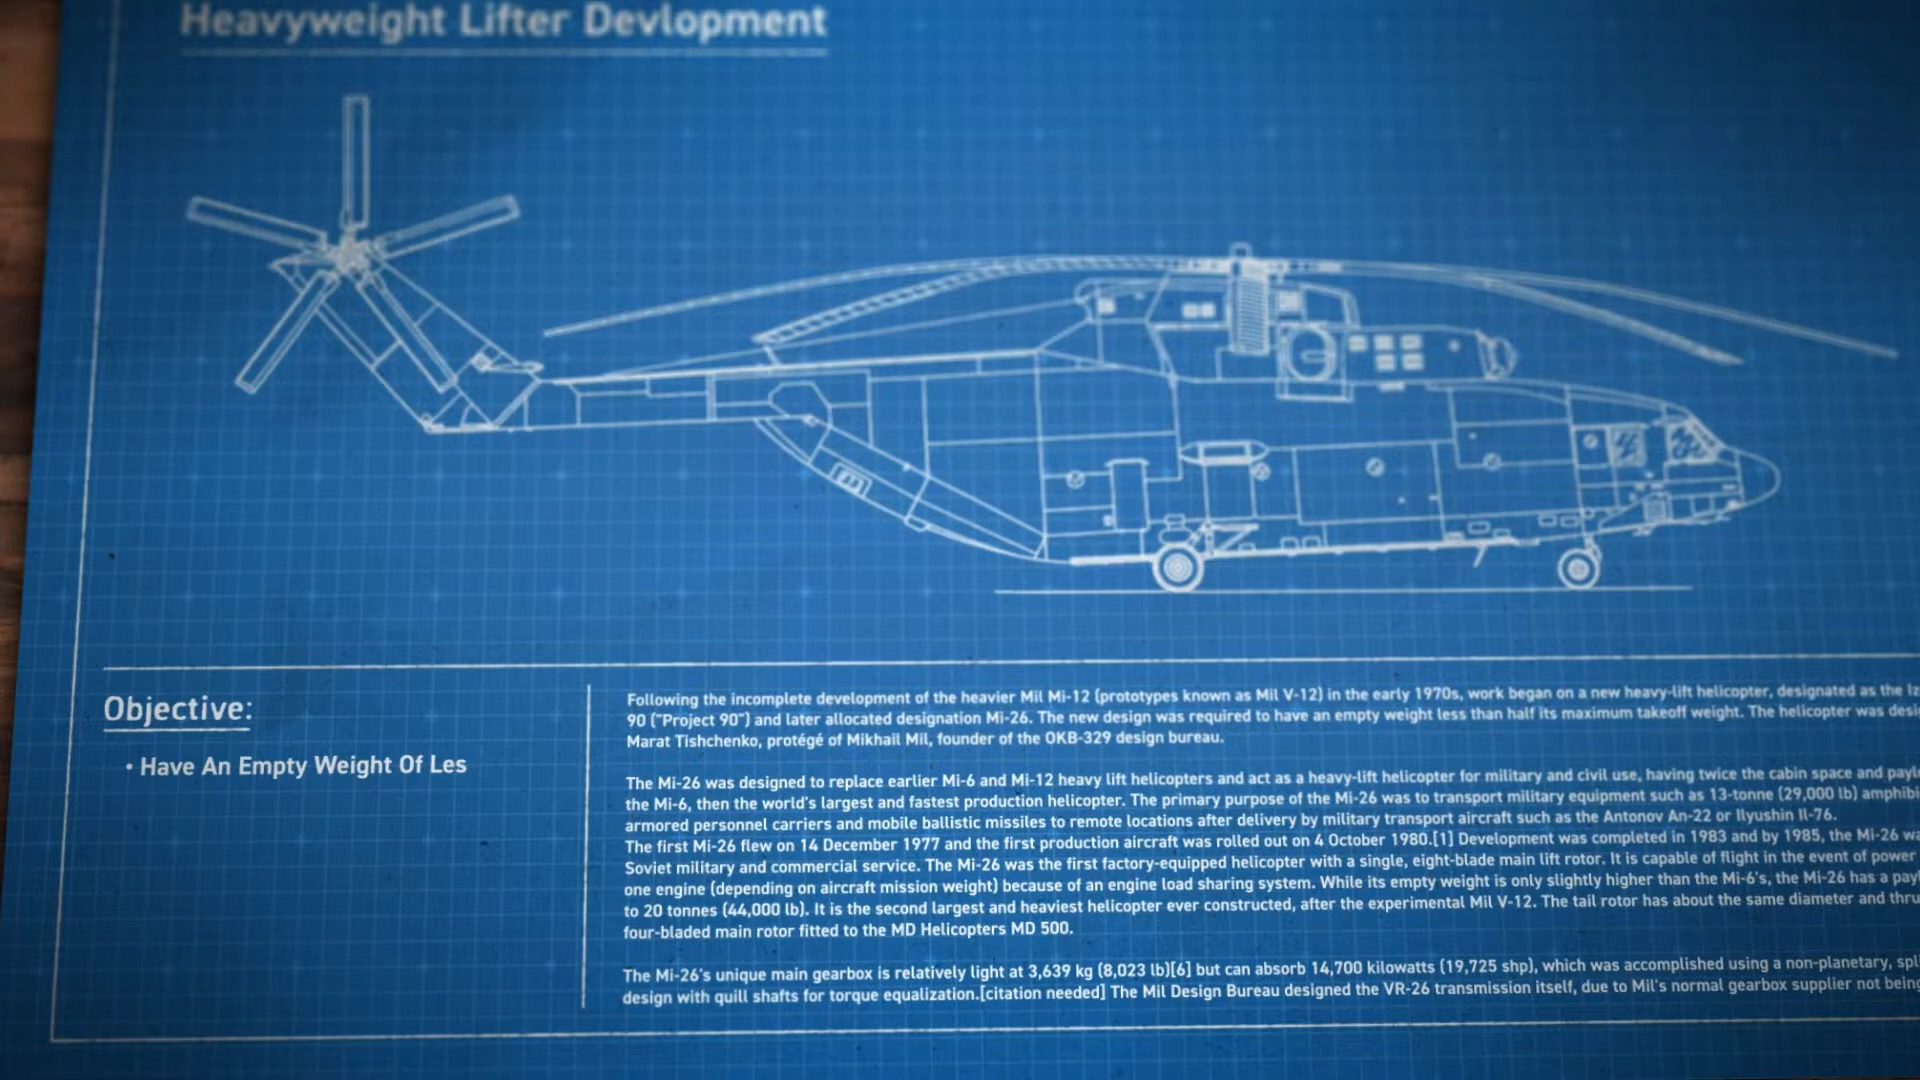 Heavyweight Lifter Devlopment
Objective:
• Have An Empty Weight Of Les
Following the incomplete development of the heavier Mil Mi-12 (prototypes known as Mil V-12) in the early 1970s, work began on a new heavy-lift helicopter, designated as the Iz
90 ("Project 90") and later allocated designation Mi-26. The new design was required to have an empty weight less than half its maximum takeoff weight. The helicopter was desi
Marat Tishchenko, protégé of Mikhail Mil, founder of the OKB-329 design bureau.
The Mi-26 was designed to replace earlier Mi-6 and Mi-12 heavy lift helicopters and act as a heavy-lift helicopter for military and civil use, having twice the cabin space and payl
the Mi-6, then the world's largest and fastest production helicopter. The primary purpose of the Mi-26 was to transport military equipment such as 13-tonne (29,000 lb) amphibi
armored personnel carriers and mobile ballistic missiles to remote locations after delivery by military transport aircraft such as the Antonov An-22 or Ilyushin Il-76.
The first Mi-26 flew on 14 December 1977 and the first production aircraft was rolled out on 4 October 1980.[1] Development was completed in 1983 and by 1985, the Mi-26 wa
Soviet military and commercial service. The Mi-26 was the first factory-equipped helicopter with a single, eight-blade main lift rotor. It is capable of flight in the event of power
one engine (depending on aircraft mission weight) because of an engine load sharing system. While its empty weight is only slightly higher than the Mi-6's, the Mi-26 has a payl
to 20 tonnes (44,000 lb). It is the second largest and heaviest helicopter ever constructed, after the experimental Mil V-12. The tail rotor has about the same diameter and thru
four-bladed main rotor fitted to the MD Helicopters MD 500.
The Mi-26's unique main gearbox is relatively light at 3,639 kg (8,023 lb)[6] but can absorb 14,700 kilowatts (19,725 shp), which was accomplished using a non-planetary, spl
design with quill shafts for torque equalization.[citation needed] The Mil Design Bureau designed the VR-26 transmission itself, due to Mil's normal gearbox supplier not being